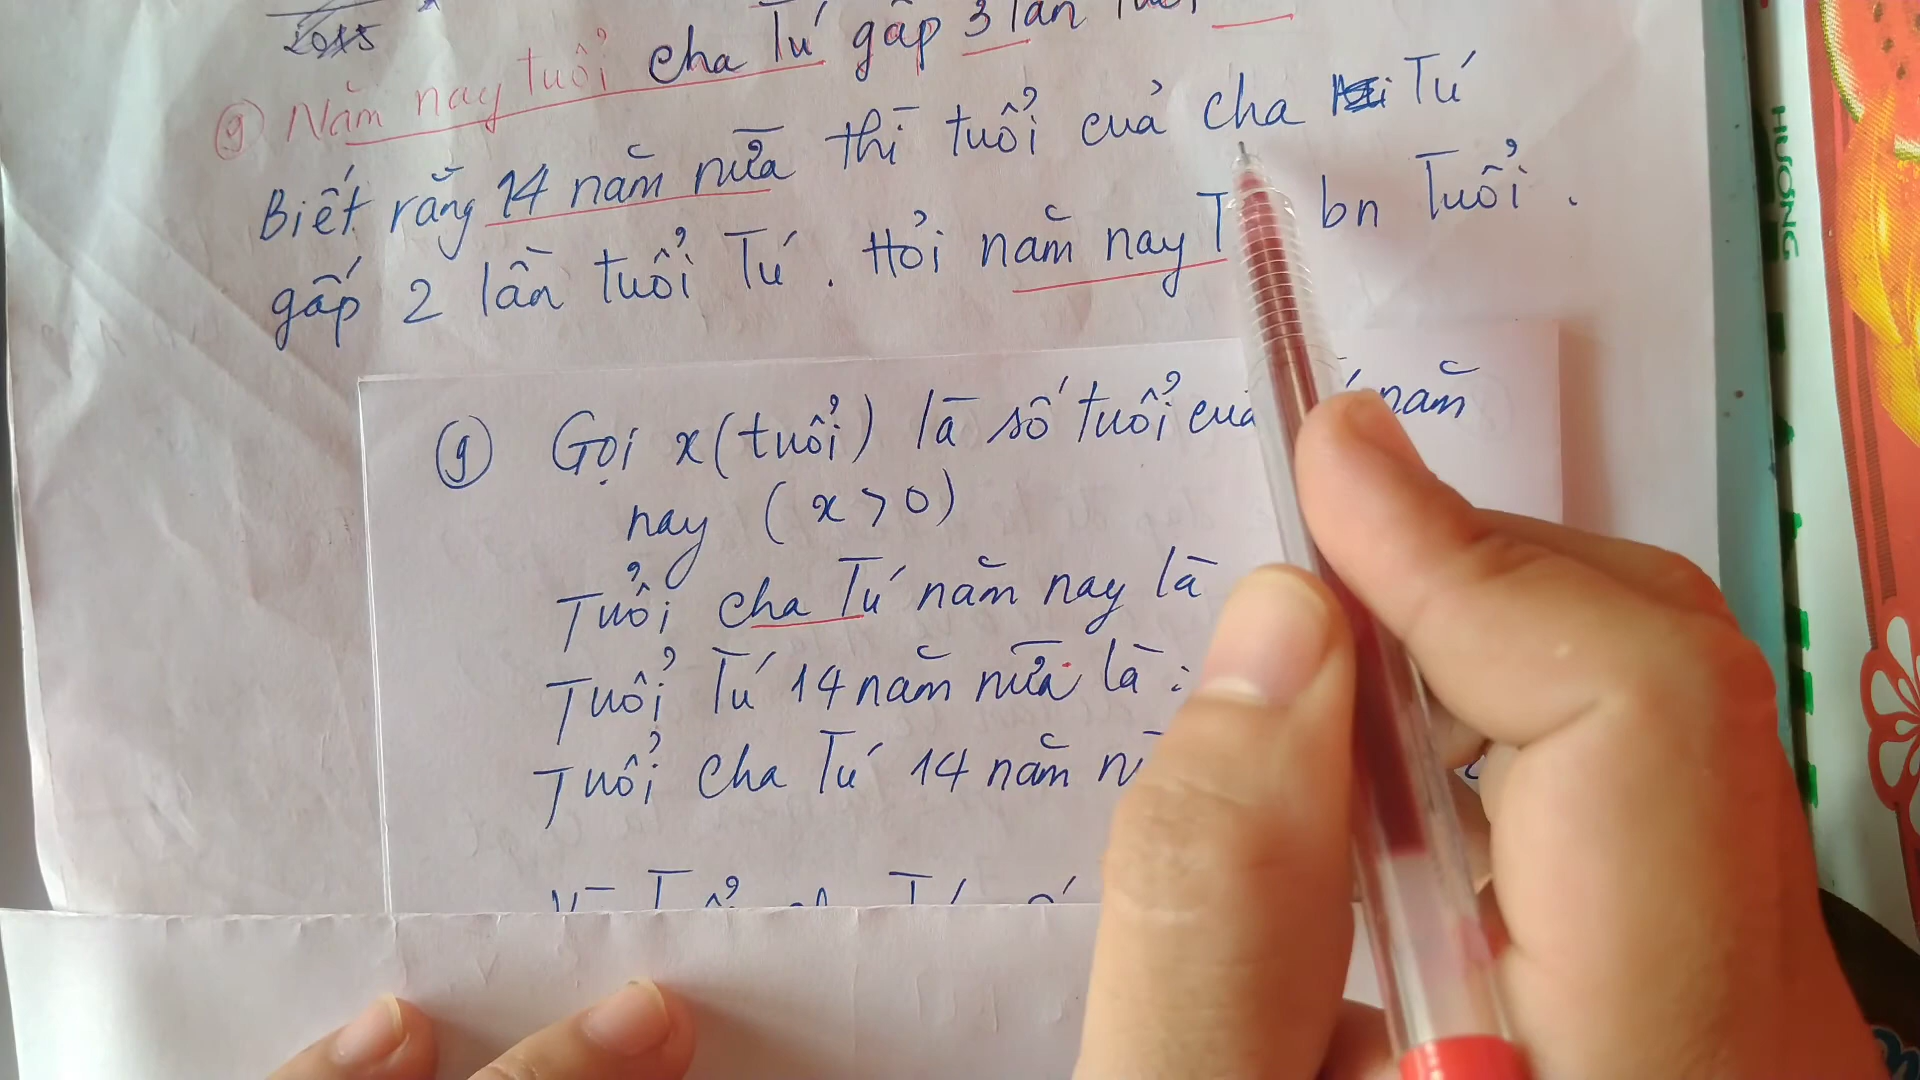 2015
⑨ Năm nay tuổi cha Tú gấp 3 lần tuổi
Biết rằng 14 năm nữa thì tuổi của cha Tú
gấp 2 lần tuổi Tú. Hỏi năm nay T bn Tuổi.
⑨ Gọi x (tuổi) là số tuổi của năm
nay (x > 0)
Tuổi cha Tú năm nay là
Tuổi Tú 14 năm nữa là :
Tuổi cha Tú 14 năm
HƯƠNG